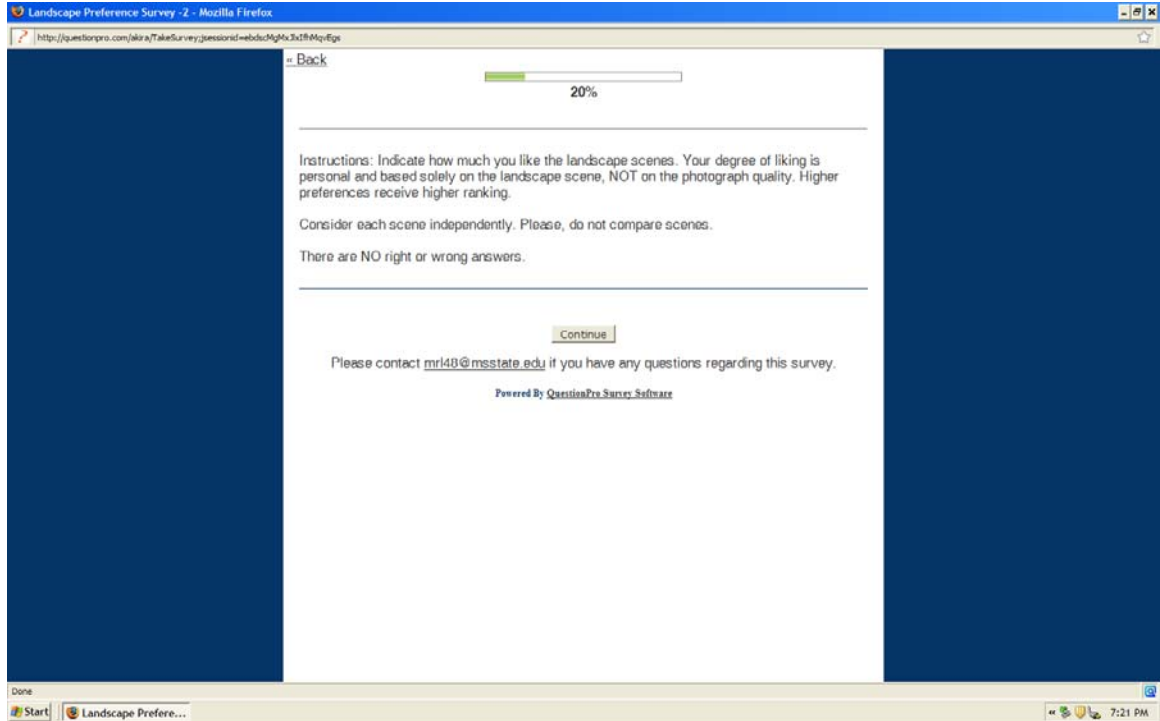 Landscape Preference Survey -2 - Mozilla Firefox
« Back
20%
Instructions: Indicate how much you like the landscape scenes. Your degree of liking is
personal and based solely on the landscape scene, NOT on the photograph quality. Higher
preferences receive higher ranking.
Consider each scene independently. Please, do not compare scenes.
There are NO right or wrong answers.
Continue
Please contact mrl48@msstate.edu if you have any questions regarding this survey.
Powered By QuestionPro Survey Software
Done
Start
Landscape Prefere...
7:21 PM